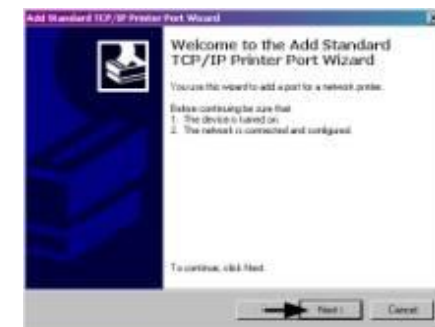 Add Standard TCP/IP Printer Port Wizard
Welcome to the Add Standard
TCP/IP Printer Port Wizard
You use this wizard to add a port for a network printer.
Before continuing be sure that:
1. The device is turned on.
2. The network is connected and configured.
To continue, click Next.
Next >
Cancel